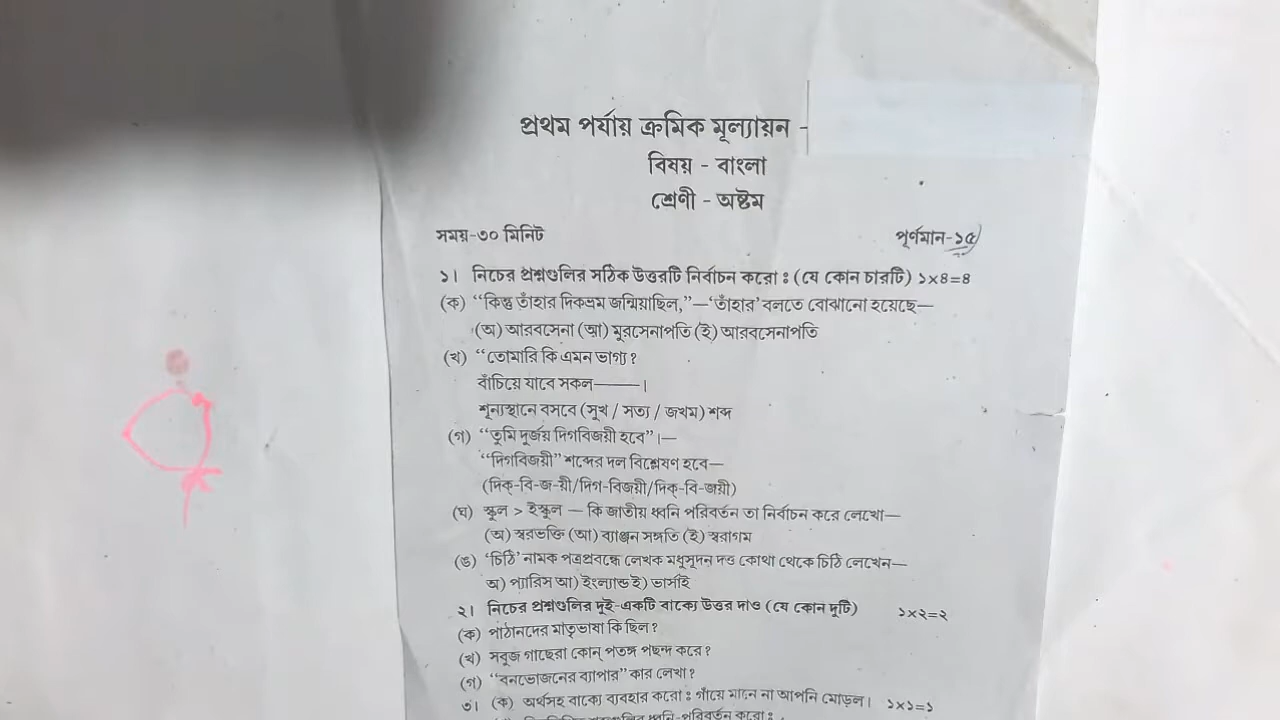 প্রথম পর্যায় ক্রমিক মূল্যায়ন -
বিষয় - বাংলা
শ্রেণী - অষ্টম
সময়-৩০ মিনিট পূর্ণমান-১৫
১। নিচের প্রশ্নগুলির সঠিক উত্তরটি নির্বাচন করো : (যে কোন চারটি) ১×৪=৪
(ক) “কিন্তু তাঁহার দিকভ্রম জন্মিয়াছিল,”—‘তাঁহার’ বলতে বোঝানো হয়েছে—
(অ) আরবসেনা (আ) মূরসেনাপতি (ই) আরবসেনাপতি
(খ) “তোমারি কি এমন ভাগ্য ?
বাঁচিয়ে যাবে সকল———।
শূন্যস্থানে বসবে (সুখ / সত্য / জখম) শব্দ
(গ) “তুমি দুর্জয় দিগবিজয়ী হবে”।—
“দিগবিজয়ী” শব্দের দল বিশ্লেষণ হবে—
(দিক্-বি-জ-য়ী/দিগ-বিজয়ী/দিক্-বি-জয়ী)
(ঘ) স্কুল > ইস্কুল — কি জাতীয় ধ্বনি পরিবর্তন তা নির্বাচন করে লেখো—
(অ) স্বরভক্তি (আ) ব্যাঞ্জন সঙ্গতি (ই) স্বরাগম
(ঙ) ‘চিঠি’ নামক পত্রপ্রবন্ধে লেখক মধুসূদন দত্ত কোথা থেকে চিঠি লেখেন—
অ) প্যারিস আ) ইংল্যান্ড ই) ভার্সাই
২। নিচের প্রশ্নগুলির দুই-একটি বাক্যে উত্তর দাও (যে কোন দুটি) ১×২=২
(ক) পাঠানদের মাতৃভাষা কি ছিল ?
(খ) সবুজ গাছেরা কোন্ পতঙ্গ পছন্দ করে ?
(গ) “বনভোজনের ব্যাপার” কার লেখা ?
৩। (ক) অর্থসহ বাক্যে ব্যবহার করো : গাঁয়ে মানে না আপনি মোড়ল। ১×১=১